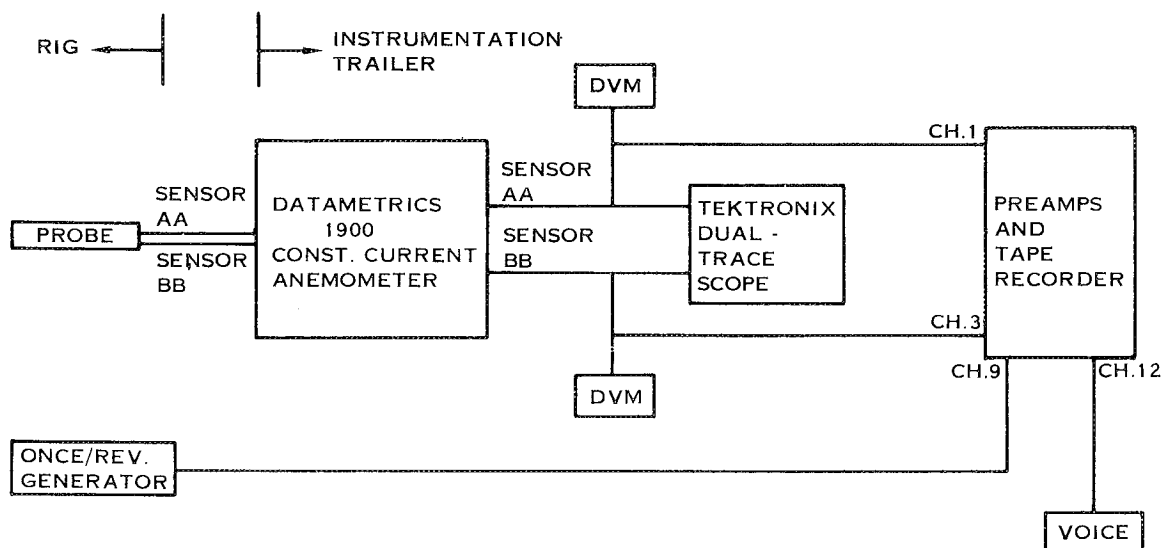 RIG
INSTRUMENTATION
TRAILER
DVM
CH.1
SENSOR
AA
PROBE
SENSOR
BB
DATAMETRICS
1900
CONST. CURRENT
ANEMOMETER
SENSOR
AA
SENSOR
BB
TEKTRONIX
DUAL -
TRACE
SCOPE
PREAMPS
AND
TAPE
RECORDER
CH.3
CH.9
CH.12
DVM
ONCE/REV.
GENERATOR
VOICE